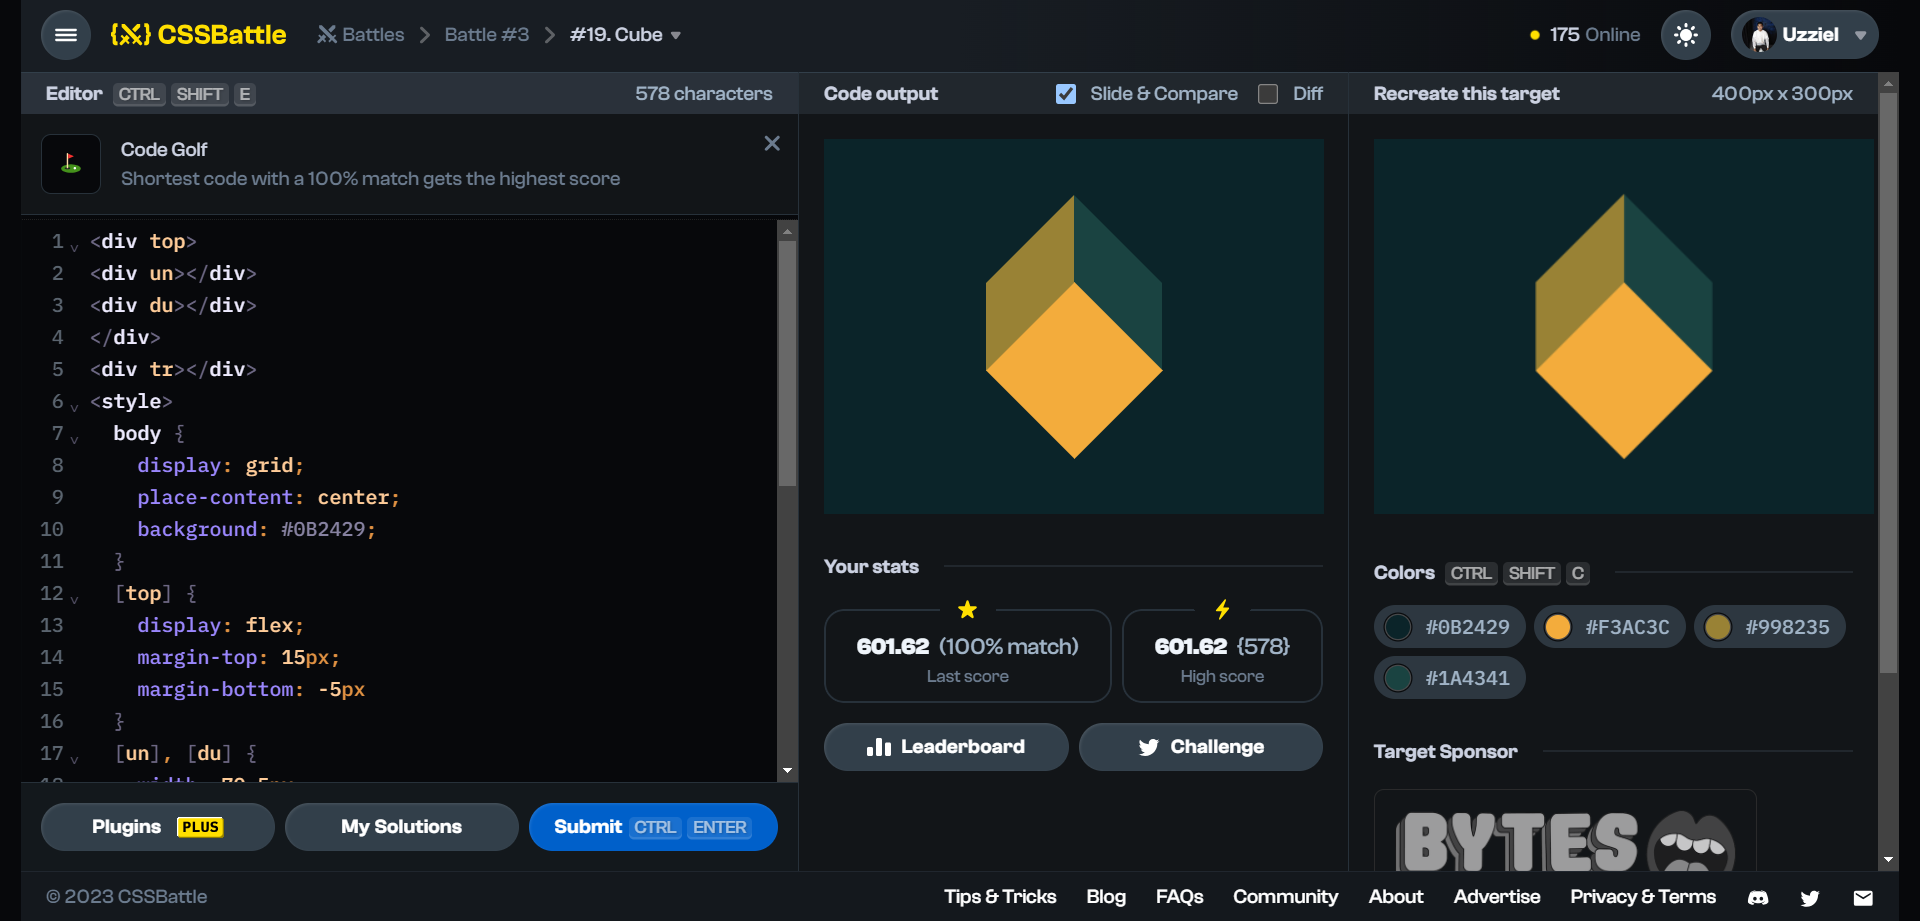 {X} CSSBattle
Battles
Battle #3
#19. Cube
175 Online
Uzziel
Editor CTRL SHIFT E
578 characters
Code Golf
Shortest code with a 100% match gets the highest score
1 <div top>
2 <div un></div>
3 <div du></div>
4 </div>
5 <div tr></div>
6 <style>
7 body {
8 display: grid;
9 place-content: center;
10 background: #0B2429;
11 }
12 [top] {
13 display: flex;
14 margin-top: 15px;
15 margin-bottom: -5px
16 }
17 [un], [du] {
Plugins PLUS
My Solutions
Submit CTRL ENTER
Code output
Slide & Compare
Diff
Your stats
601.62 (100% match)
Last score
601.62 {578}
High score
Leaderboard
Challenge
Recreate this target
400px x 300px
Colors CTRL SHIFT C
#0B2429
#F3AC3C
#998235
#1A4341
Target Sponsor
BYTES
© 2023 CSSBattle
Tips & Tricks
Blog
FAQs
Community
About
Advertise
Privacy & Terms